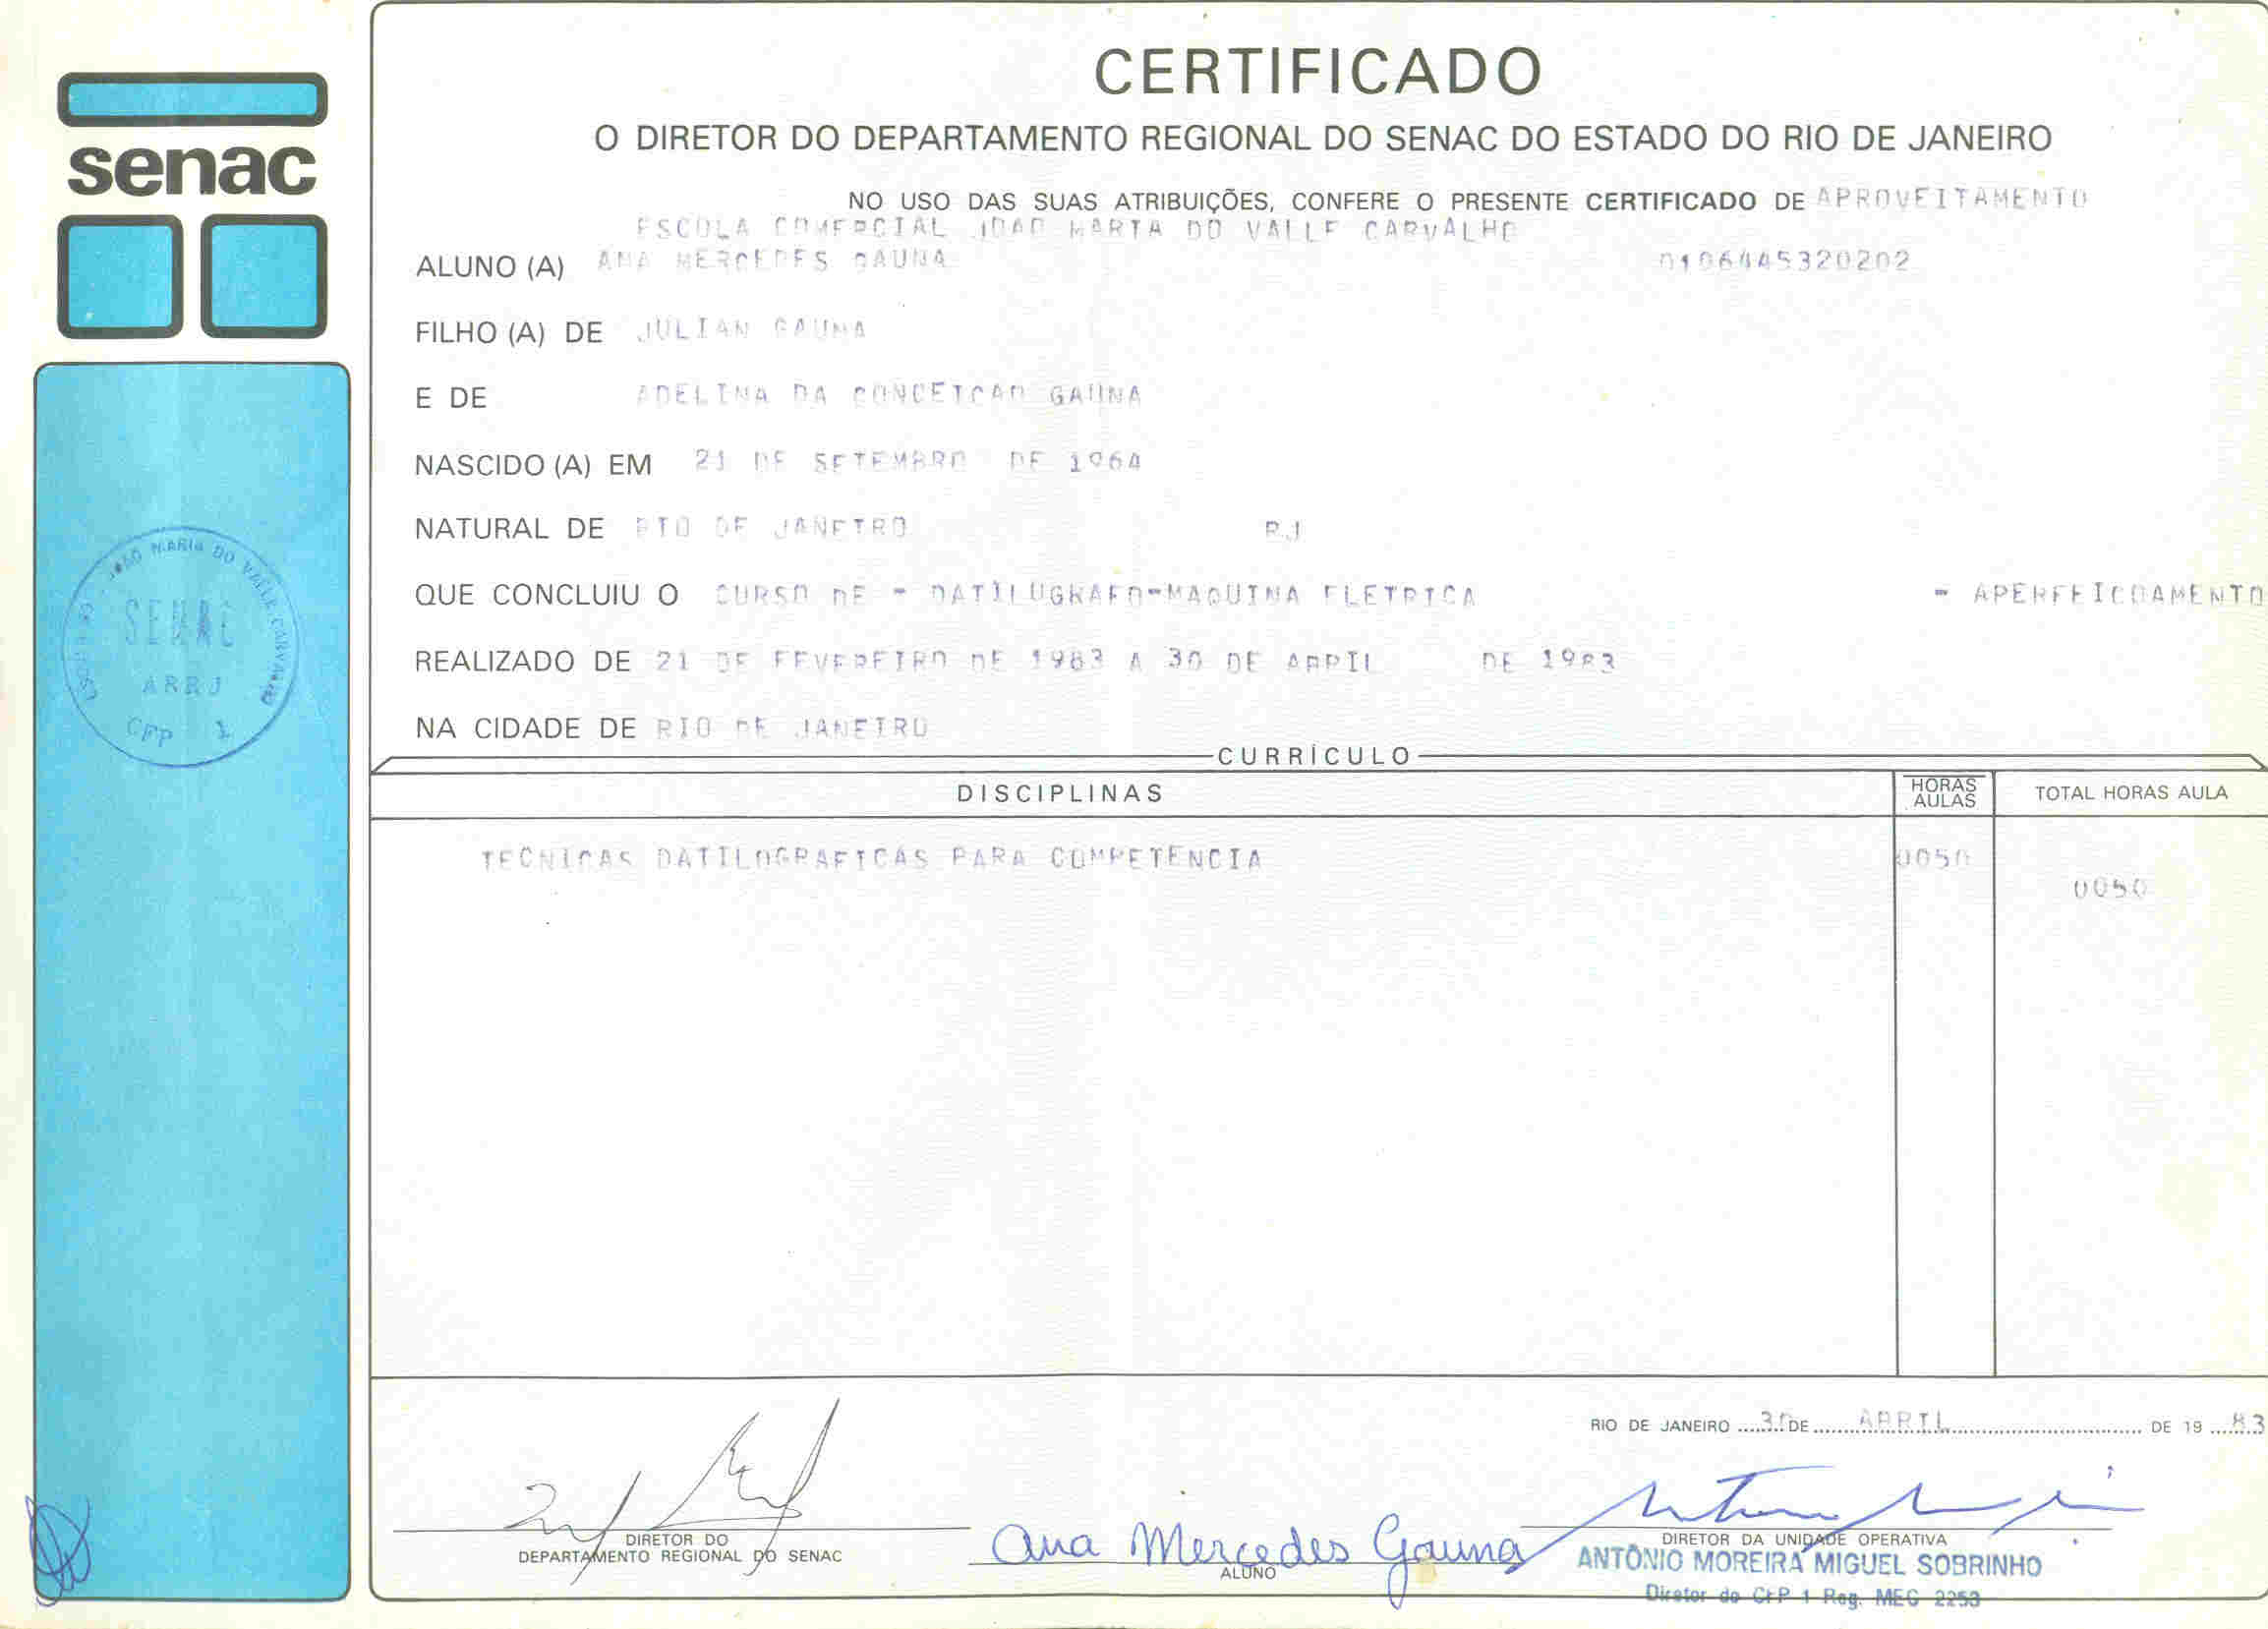 senac
CERTIFICADO
O DIRETOR DO DEPARTAMENTO REGIONAL DO SENAC DO ESTADO DO RIO DE JANEIRO
NO USO DAS SUAS ATRIBUIÇÕES, CONFERE O PRESENTE CERTIFICADO DE APROVEITAMENTO
ESCOLA COMERCIAL JOAO MARIA DO VALLE CARVALHO
ALUNO (A) ANA MERCEDES GAUNA 0106445320202
FILHO (A) DE JULIAN GAUNA
E DE ADELINA DA CONCEICAO GAUNA
NASCIDO (A) EM 21 DE SETEMBRO DE 1964
NATURAL DE RIO DE JANEIRO RJ
QUE CONCLUIU O CURSO DE - DATILOGRAFO-MAQUINA ELETRICA - APERFEICOAMENTO
REALIZADO DE 21 DE FEVEREIRO DE 1983 A 30 DE ABRIL DE 1983
NA CIDADE DE RIO DE JANEIRO
CURRÍCULO
DISCIPLINAS HORAS AULAS TOTAL HORAS AULA
TECNICAS DATILOGRAFICAS PARA COMPETENCIA 0050
0050
JOÃO MARIA DO VALLE CARVALHO
SENAC
ARRJ
CFP 1
RIO DE JANEIRO 30 DE ABRIL DE 19 83
DIRETOR DO
DEPARTAMENTO REGIONAL DO SENAC
Ana Mercedes Gauna
ALUNO
DIRETOR DA UNIDADE OPERATIVA
ANTÔNIO MOREIRA MIGUEL SOBRINHO
Diretor do CFP 1 Reg. MEC 2253